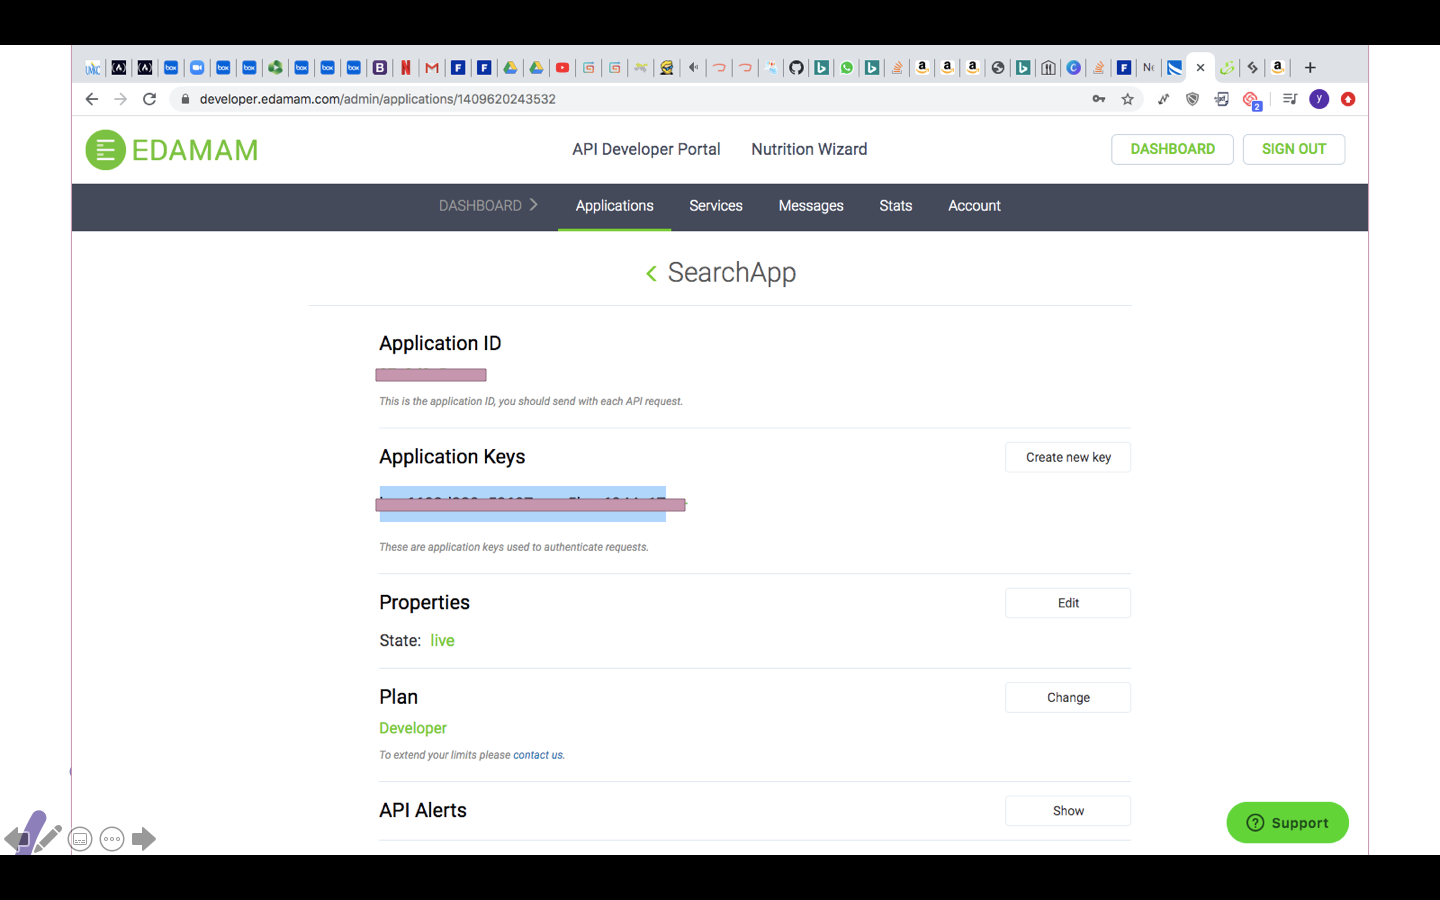 developer.edamam.com/admin/applications/1409620243532
2
y
EDAMAM
API Developer Portal
Nutrition Wizard
DASHBOARD
SIGN OUT
DASHBOARD
Applications
Services
Messages
Stats
Account
SearchApp
Application ID
This is the application ID, you should send with each API request.
Application Keys
Create new key
These are application keys used to authenticate requests.
Properties
Edit
State: live
Plan
Change
Developer
To extend your limits please contact us.
API Alerts
Show
Support